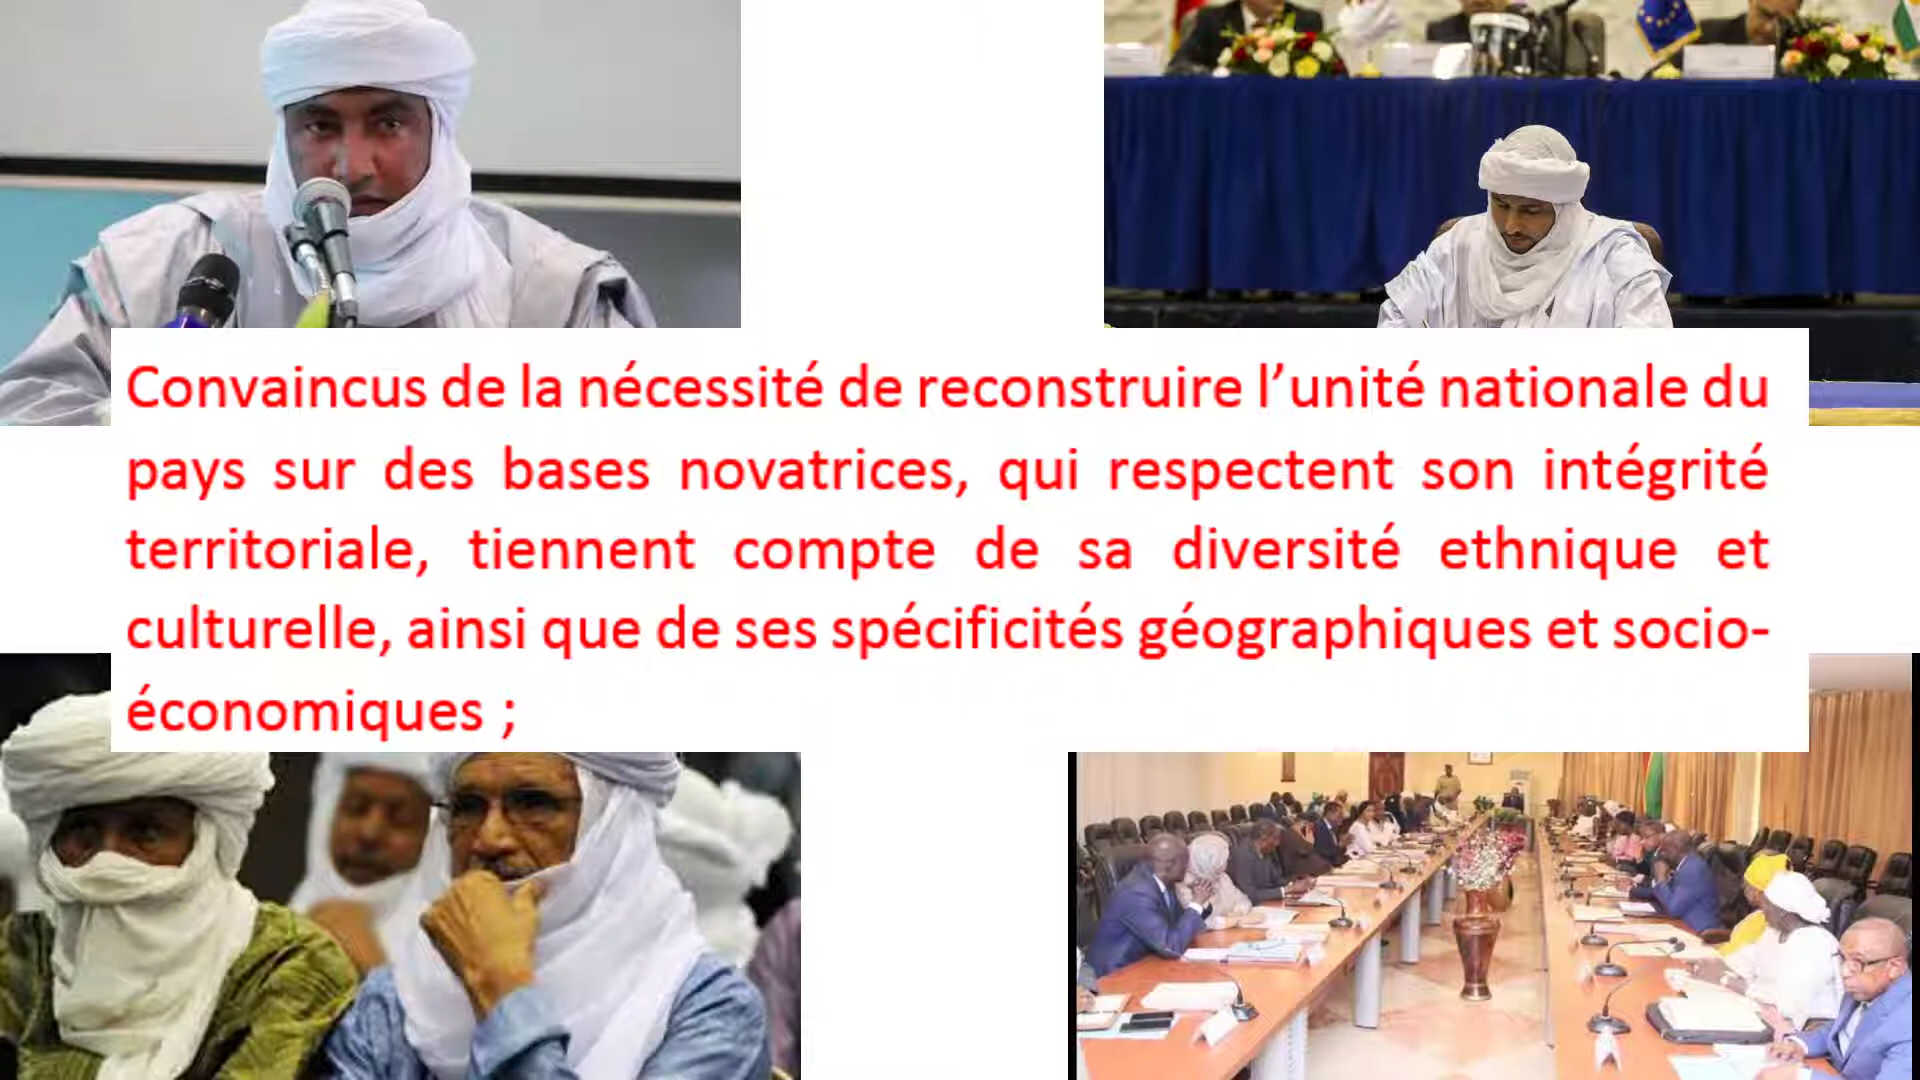 Convaincus de la nécessité de reconstruire l’unité nationale du
pays sur des bases novatrices, qui respectent son intégrité
territoriale, tiennent compte de sa diversité ethnique et
culturelle, ainsi que de ses spécificités géographiques et socio-
économiques ;